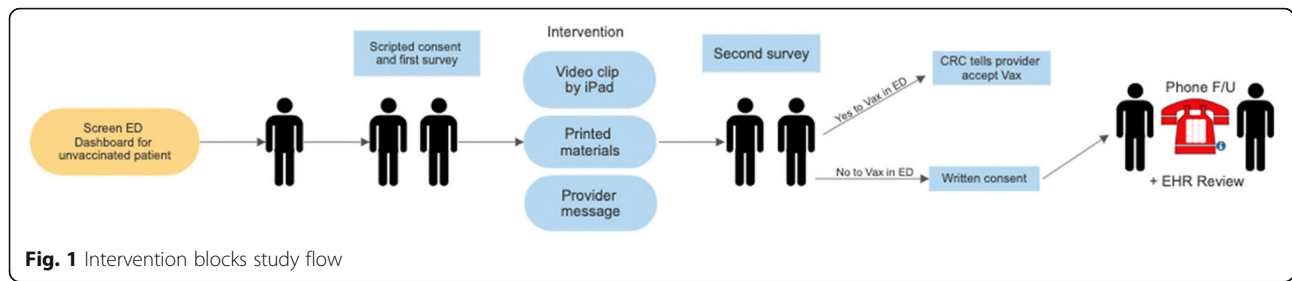 Screen ED
Dashboard for
unvaccinated patient
Scripted consent
and first survey
Intervention
Video clip
by iPad
Printed
materials
Provider
message
Second survey
Yes to Vax in ED
No to Vax in ED
CRC tells provider
accept Vax
Written consent
Phone F/U
+ EHR Review
Fig. 1 Intervention blocks study flow